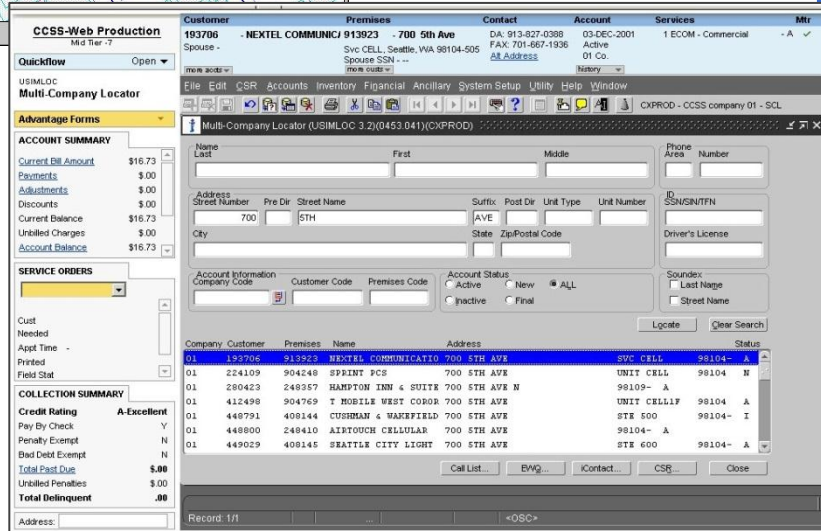 CCSS-Web Production
Mid Tier -7
Quickflow Open
USIMLOC
Multi-Company Locator
Advantage Forms
ACCOUNT SUMMARY
Current Bill Amount $16.73
Payments $.00
Adjustments $.00
Discounts $.00
Current Balance $16.73
Unbilled Charges $.00
Account Balance $16.73
SERVICE ORDERS
Cust
Needed
Appt Time -
Printed
Field Stat
COLLECTION SUMMARY
Credit Rating A-Excellent
Pay By Check Y
Penalty Exempt N
Bad Debt Exempt N
Total Past Due $.00
Unbilled Penalties $.00
Total Delinquent .00
Address:
Customer Premises Contact Account Services Mtr
193706 - NEXTEL COMMUNIC/ 913923 - 700 5th Ave DA: 913-827-0388 03-DEC-2001 1 ECOM - Commercial - A
Spouse - Svc CELL, Seattle, WA 98104-505 FAX: 701-667-1936 Active
Spouse SSN - -- Alt Address 01 Co.
more accts more custs history
File Edit CSR Accounts Inventory Financial Ancillary System Setup Utility Help Window
CXPROD - CCSS company 01 - SCL
Multi-Company Locator (USIMLOC 3.2)(0453.041)(CXPROD)
Name Phone
Last First Middle Area Number
Address ID
Street Number Pre Dir Street Name Suffix Post Dir Unit Type Unit Number SSN/SIN/TFN
700 5TH AVE
City State Zip/Postal Code Driver's License
Account Information Account Status Soundex
Company Code Customer Code Premises Code Active New ALL Last Name
Inactive Final Street Name
Locate Clear Search
Company Customer Premises Name Address Status
01 193706 913923 NEXTEL COMMUNICATIO 700 5TH AVE SVC CELL 98104- A
01 224109 904248 SPRINT PCS 700 5TH AVE UNIT CELL 98104 N
01 280423 248357 HAMPTON INN & SUITE 700 5TH AVE N 98109- A
01 412498 904769 T MOBILE WEST COROR 700 5TH AVE UNIT CELL1F 98104 A
01 448791 408144 CUSHMAN & WAKEFIELD 700 5TH AVE STE 500 98104- I
01 448800 248410 AIRTOUCH CELLULAR 700 5TH AVE 98104- A
01 449029 408145 SEATTLE CITY LIGHT 700 5TH AVE STE 600 98104- A
Call List... EWQ... iContact... CSR... Close
Record: 1/1 ... <OSC>